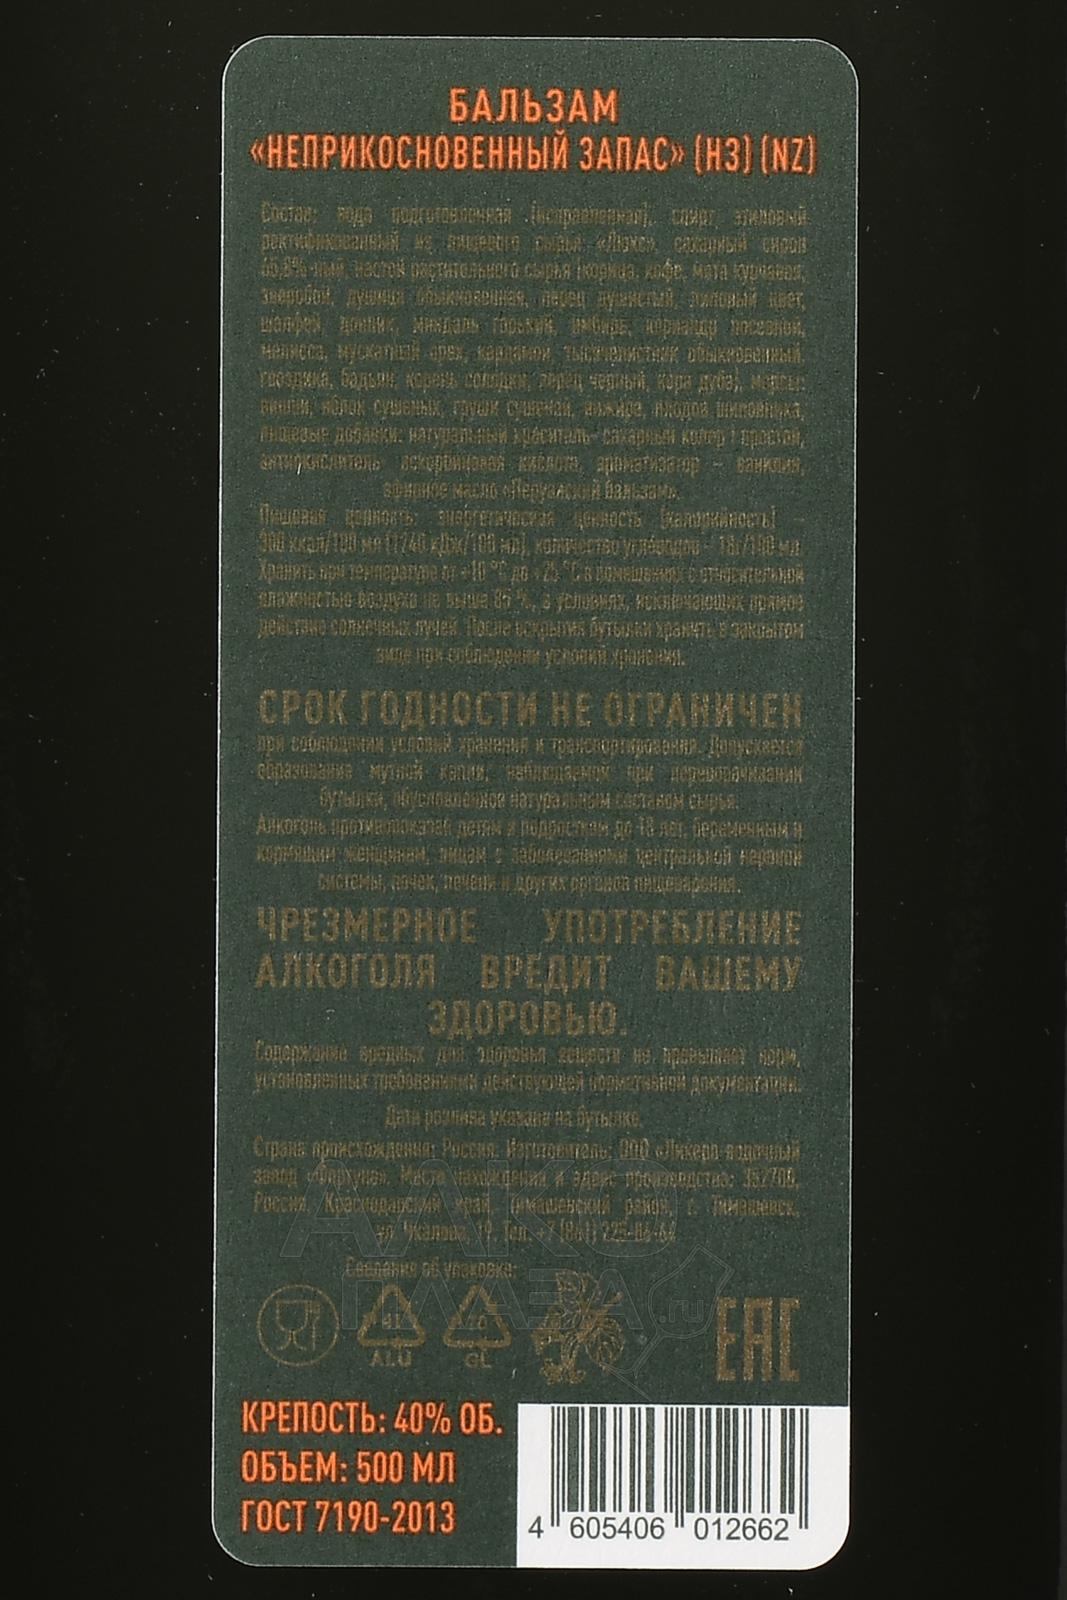 БАЛЬЗАМ
«НЕПРИКОСНОВЕННЫЙ ЗАПАС» (НЗ) (NZ)
Состав: вода подготовленная (исправленная), спирт этиловый
ректификованный из пищевого сырья «Люкс», сахарный сироп
65,8%-ный, настой растительного сырья (корица, кофе, мята курчавая,
зверобой, душица обыкновенная, перец душистый, липовый цвет,
шалфей, донник, миндаль горький, имбирь, кориандр посевной,
мелисса, мускатный орех, кардамон, тысячелистник обыкновенный,
гвоздика, бадьян, корень солодки, перец черный, кора дуба), морсы:
вишни, яблок сушеных, груши сушеной, инжира, плодов шиповника,
пищевые добавки: натуральный краситель- сахарный колер I простой,
антиокислитель аскорбиновая кислота, ароматизатор – ванилин,
эфирное масло «Перуанский бальзам».
Пищевая ценность: энергетическая ценность (калорийность) –
300 ккал/100 мл (1240 кДж/100 мл), количество углеводов – 18г/100 мл.
Хранить при температуре от +10 °С до +25 °С в помещениях с относительной
влажностью воздуха не выше 85 %, в условиях, исключающих прямое
действие солнечных лучей. После вскрытия бутылки хранить в закрытом
виде при соблюдении условий хранения.
СРОК ГОДНОСТИ НЕ ОГРАНИЧЕН
при соблюдении условий хранения и транспортирования. Допускается
образование мутной капли, наблюдаемой при переворачивании
бутылки, обусловленное натуральным составом сырья.
Алкоголь противопоказан детям и подросткам до 18 лет, беременным и
кормящим женщинам, лицам с заболеваниями центральной нервной
системы, почек, печени и других органов пищеварения.
ЧРЕЗМЕРНОЕ УПОТРЕБЛЕНИЕ
АЛКОГОЛЯ ВРЕДИТ ВАШЕМУ
ЗДОРОВЬЮ.
Содержание вредных для здоровья веществ не превышает норм,
установленных требованиями действующей нормативной документации.
Дата розлива указана на бутылке.
Страна происхождения: Россия. Изготовитель: ООО «Ликеро-водочный
завод «Фортуна». Место нахождения и адрес производства: 352700,
Россия, Краснодарский край, Тимашевский район, г. Тимашевск,
ул. Чкалова, 19. Тел. +7 (861) 225-06-64
Сведения об упаковке:
41 70
ALU GL
EAC
АЛКО
ПЛАЗА.ru
КРЕПОСТЬ: 40% ОБ.
ОБЪЕМ: 500 МЛ
ГОСТ 7190-2013
4 605406 012662